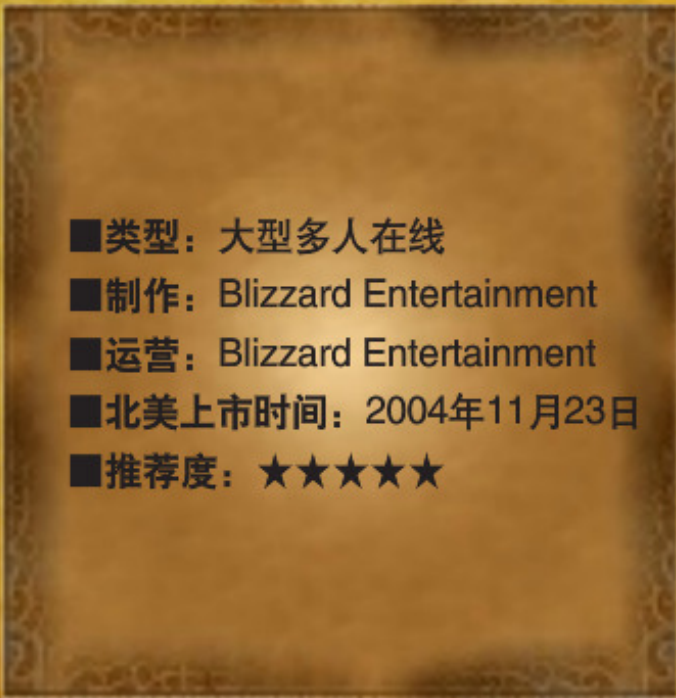 ■类型：大型多人在线
■制作：Blizzard Entertainment
■运营：Blizzard Entertainment
■北美上市时间：2004年11月23日
■推荐度：★★★★★